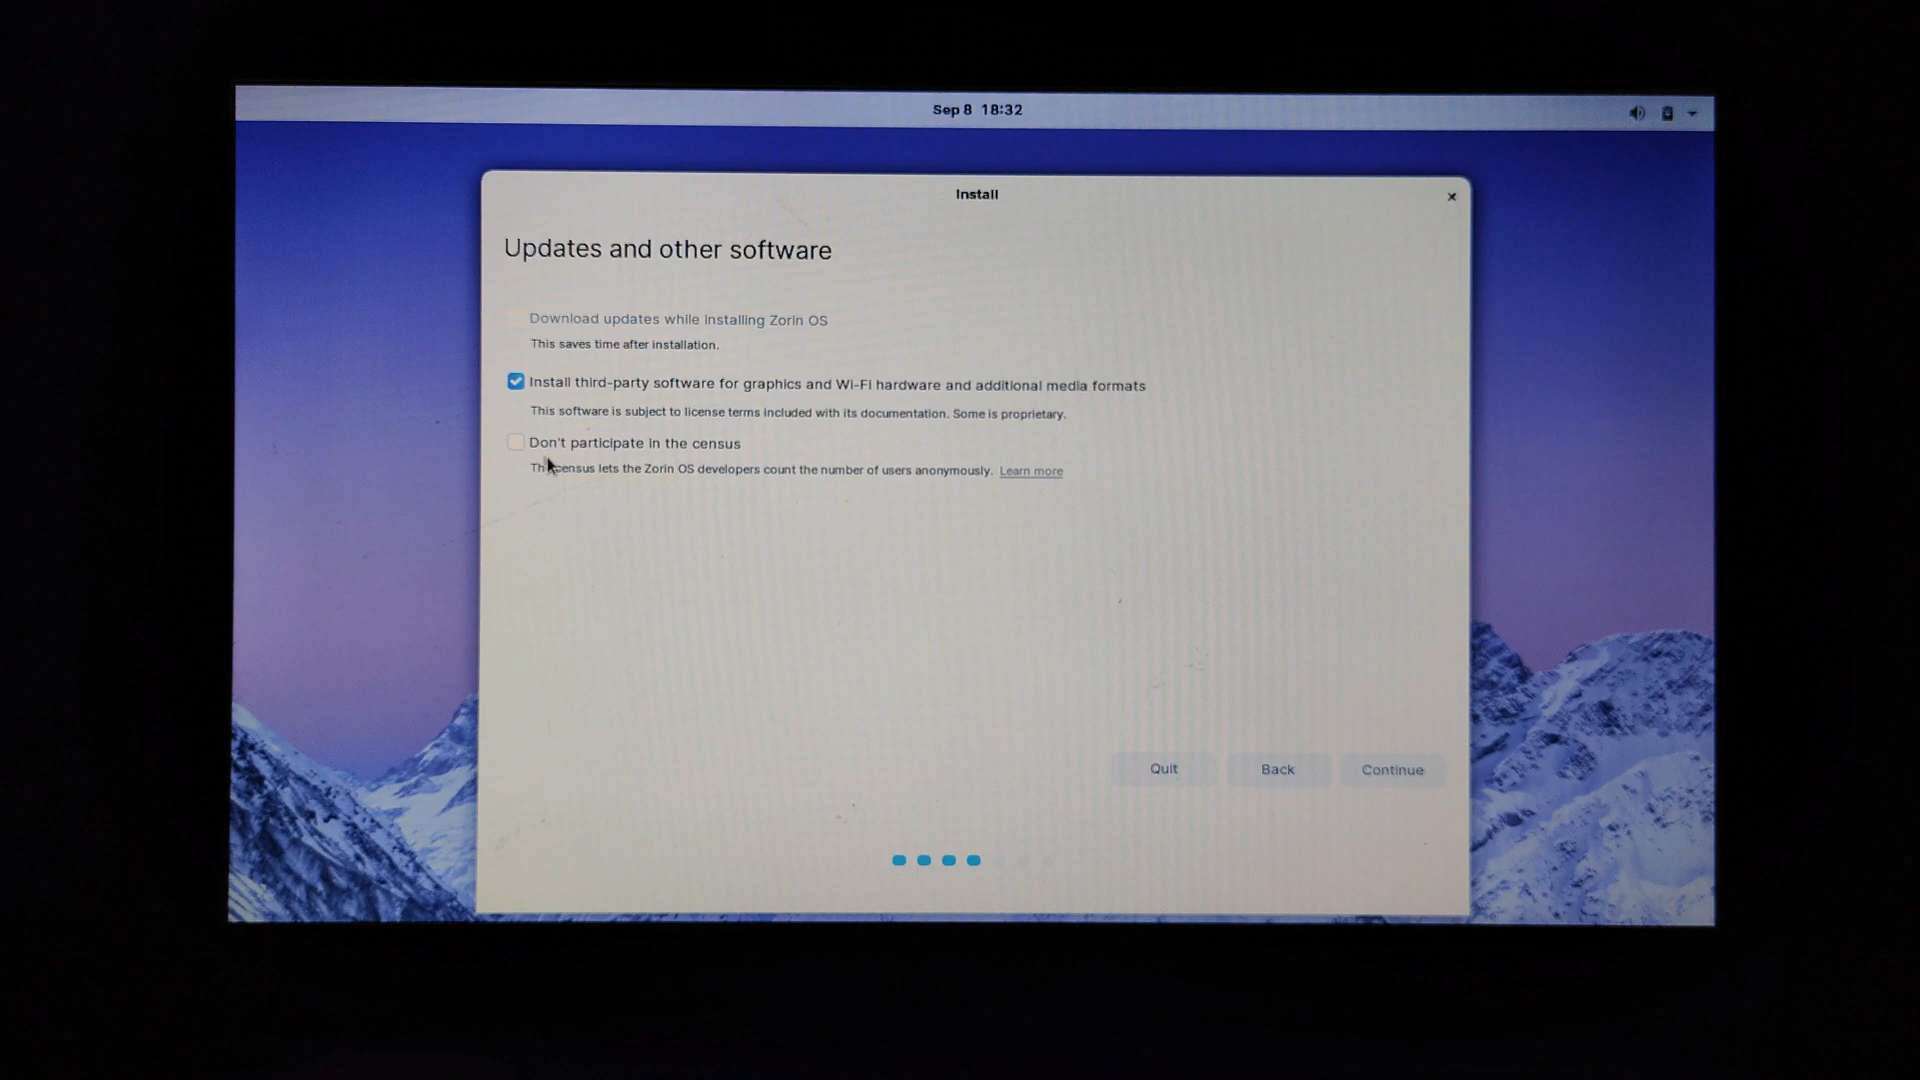 Sep 8 18:32
Install
Updates and other software
Download updates while installing Zorin OS
This saves time after installation.
Install third-party software for graphics and Wi-Fi hardware and additional media formats
This software is subject to license terms included with its documentation. Some is proprietary.
Don't participate in the census
census lets the Zorin OS developers count the number of users anonymously. Learn more
Quit Back Continue